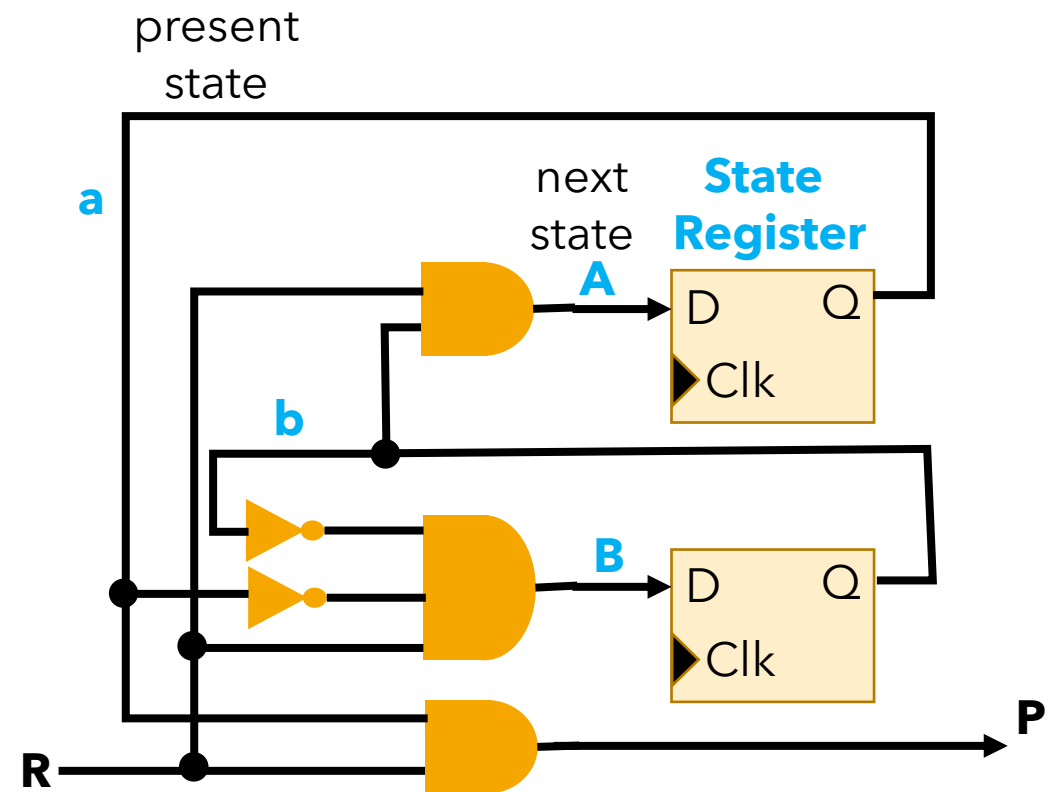 present
state
a
next
state
State
Register
A
D
Q
Clk
b
B
D
Q
Clk
P
R